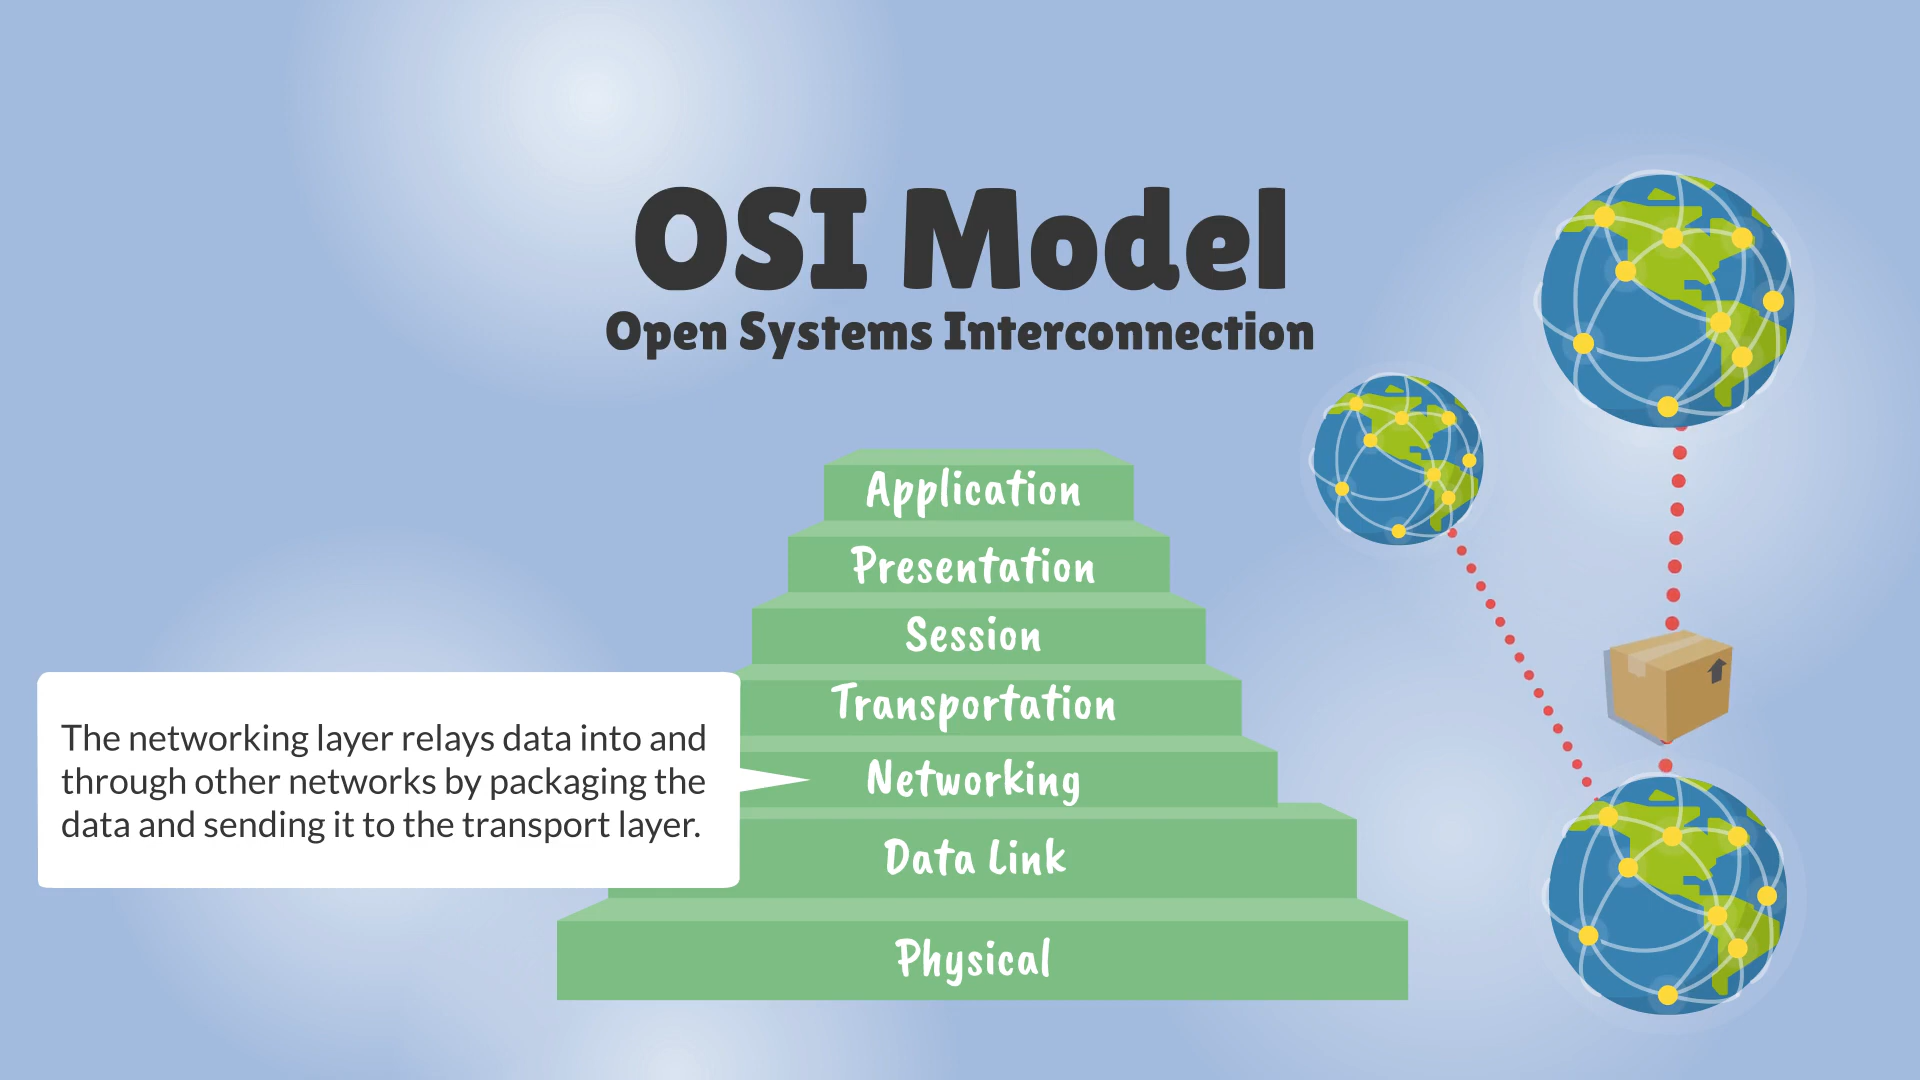 OSI Model
Open Systems Interconnection
Application
Presentation
Session
Transportation
Networking
Data Link
Physical
The networking layer relays data into and
through other networks by packaging the
data and sending it to the transport layer.